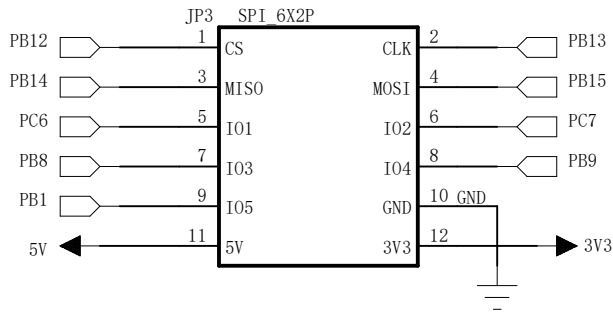 JP3 SPI_6X2P
PB12 1 CS CLK 2 PB13
PB14 3 MISO MOSI 4 PB15
PC6 5 IO1 IO2 6 PC7
PB8 7 IO3 IO4 8 PB9
PB1 9 IO5 GND 10 GND
5V 11 5V 3V3 12 3V3